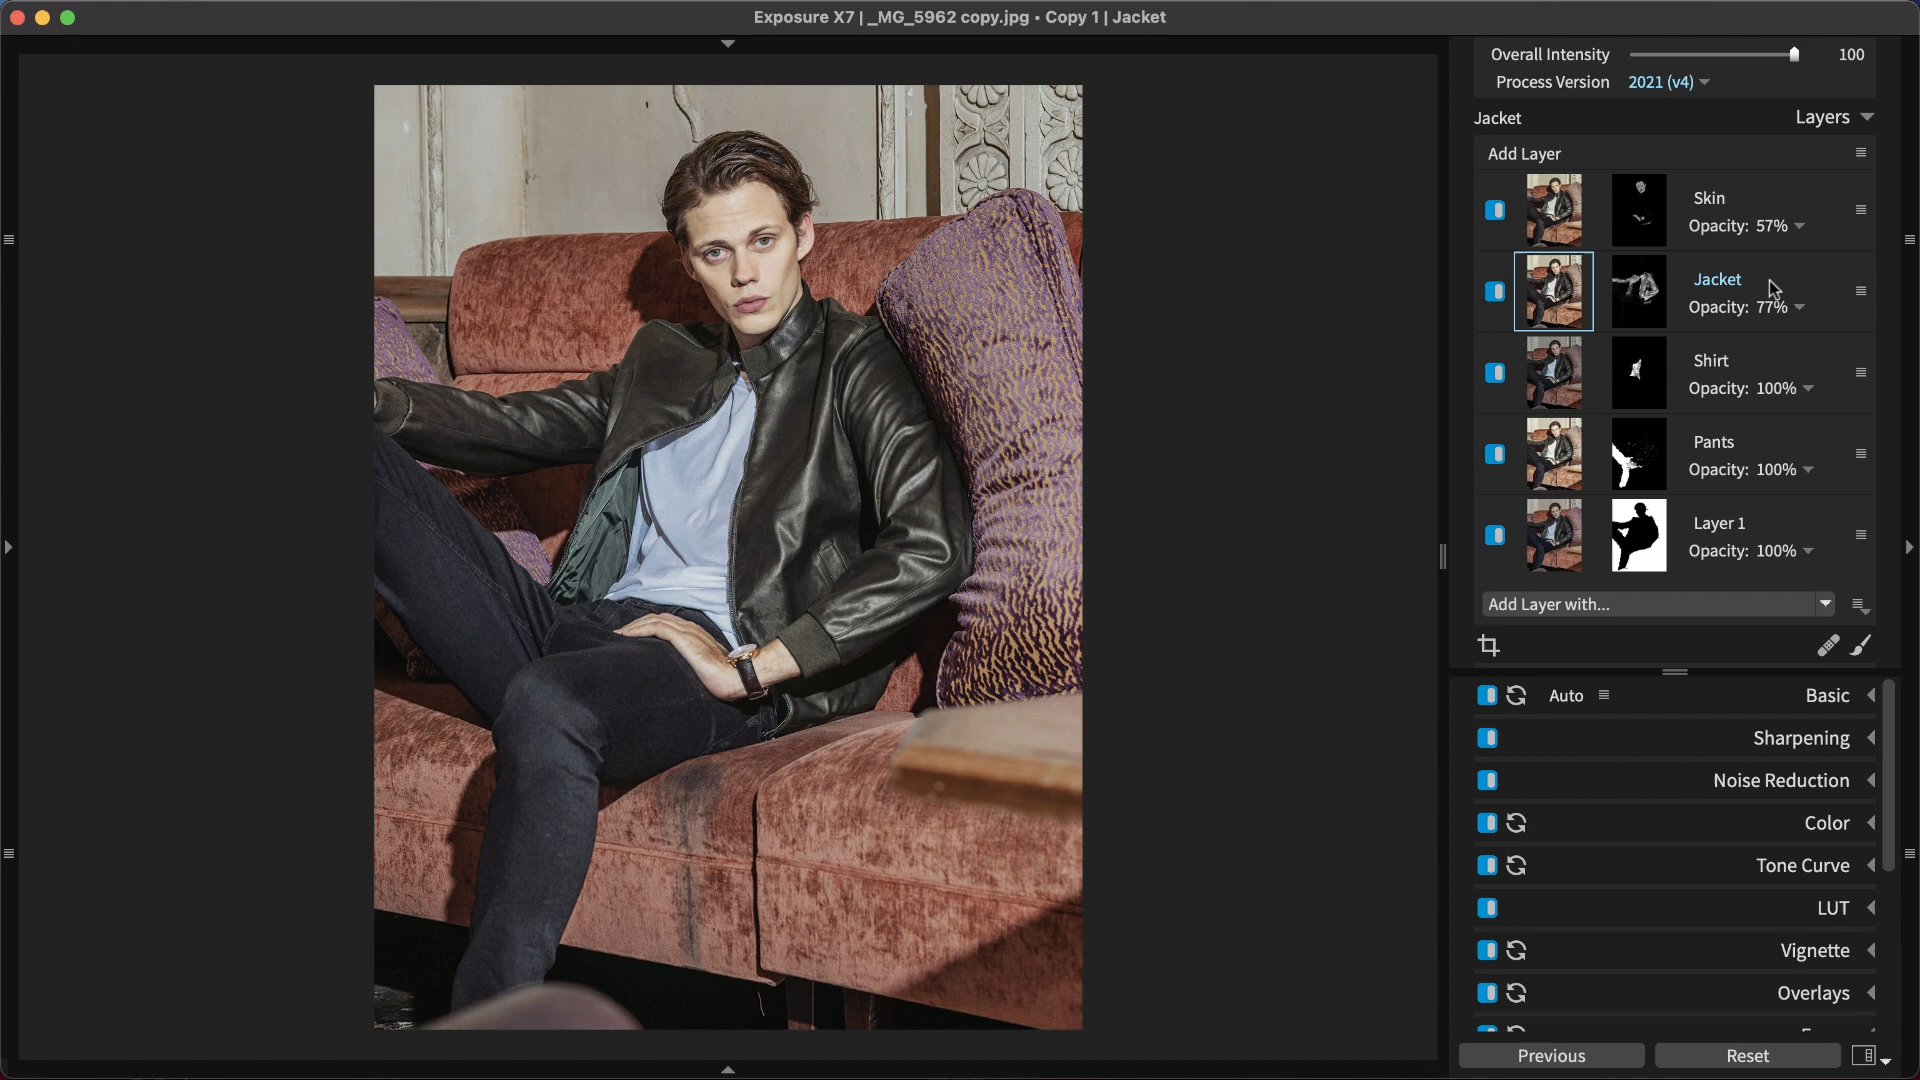 Exposure X7 | _MG_5962 copy.jpg • Copy 1 | Jacket
Overall Intensity 100
Process Version 2021 (v4)
Jacket Layers
Add Layer
Skin
Opacity: 57%
Jacket
Opacity: 77%
Shirt
Opacity: 100%
Pants
Opacity: 100%
Layer 1
Opacity: 100%
Add Layer with...
Auto Basic
Sharpening
Noise Reduction
Color
Tone Curve
LUT
Vignette
Overlays
Previous Reset